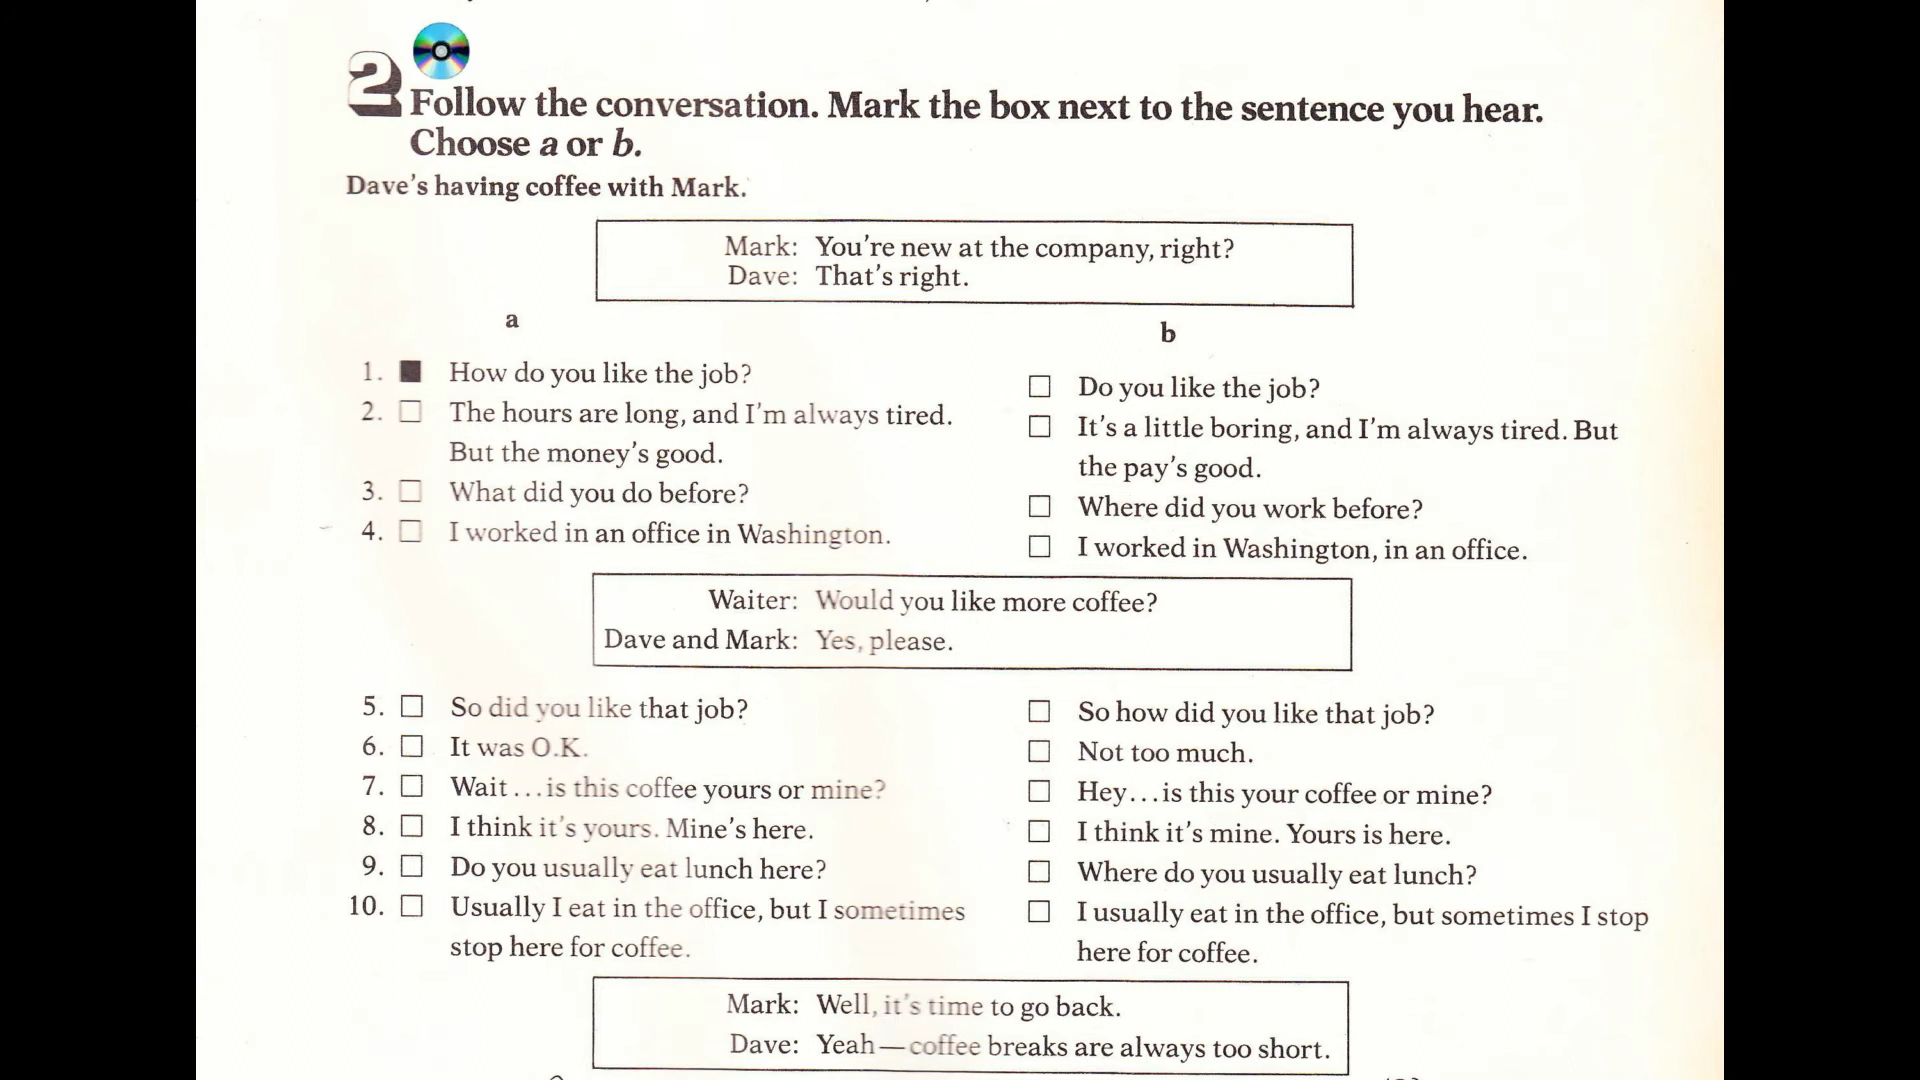 2
Follow the conversation. Mark the box next to the sentence you hear.
Choose a or b.
Dave's having coffee with Mark.
Mark: You're new at the company, right?
Dave: That's right.
a
b
1. How do you like the job?
Do you like the job?
2. The hours are long, and I'm always tired.
But the money's good.
It's a little boring, and I'm always tired. But
the pay's good.
3. What did you do before?
Where did you work before?
4. I worked in an office in Washington.
I worked in Washington, in an office.
Waiter: Would you like more coffee?
Dave and Mark: Yes, please.
5. So did you like that job?
So how did you like that job?
6. It was O.K.
Not too much.
7. Wait...is this coffee yours or mine?
Hey...is this your coffee or mine?
8. I think it's yours. Mine's here.
I think it's mine. Yours is here.
9. Do you usually eat lunch here?
Where do you usually eat lunch?
10. Usually I eat in the office, but I sometimes
stop here for coffee.
I usually eat in the office, but sometimes I stop
here for coffee.
Mark: Well, it's time to go back.
Dave: Yeah—coffee breaks are always too short.